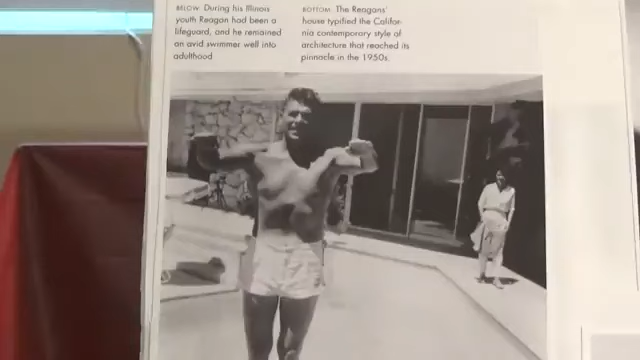 BELOW During his Illinois
youth Reagan had been a
lifeguard, and he remained
an avid swimmer well into
adulthood
BOTTOM. The Reagans'
house typified the Califor-
nia contemporary style of
architecture that reached its
pinnacle in the 1950s.